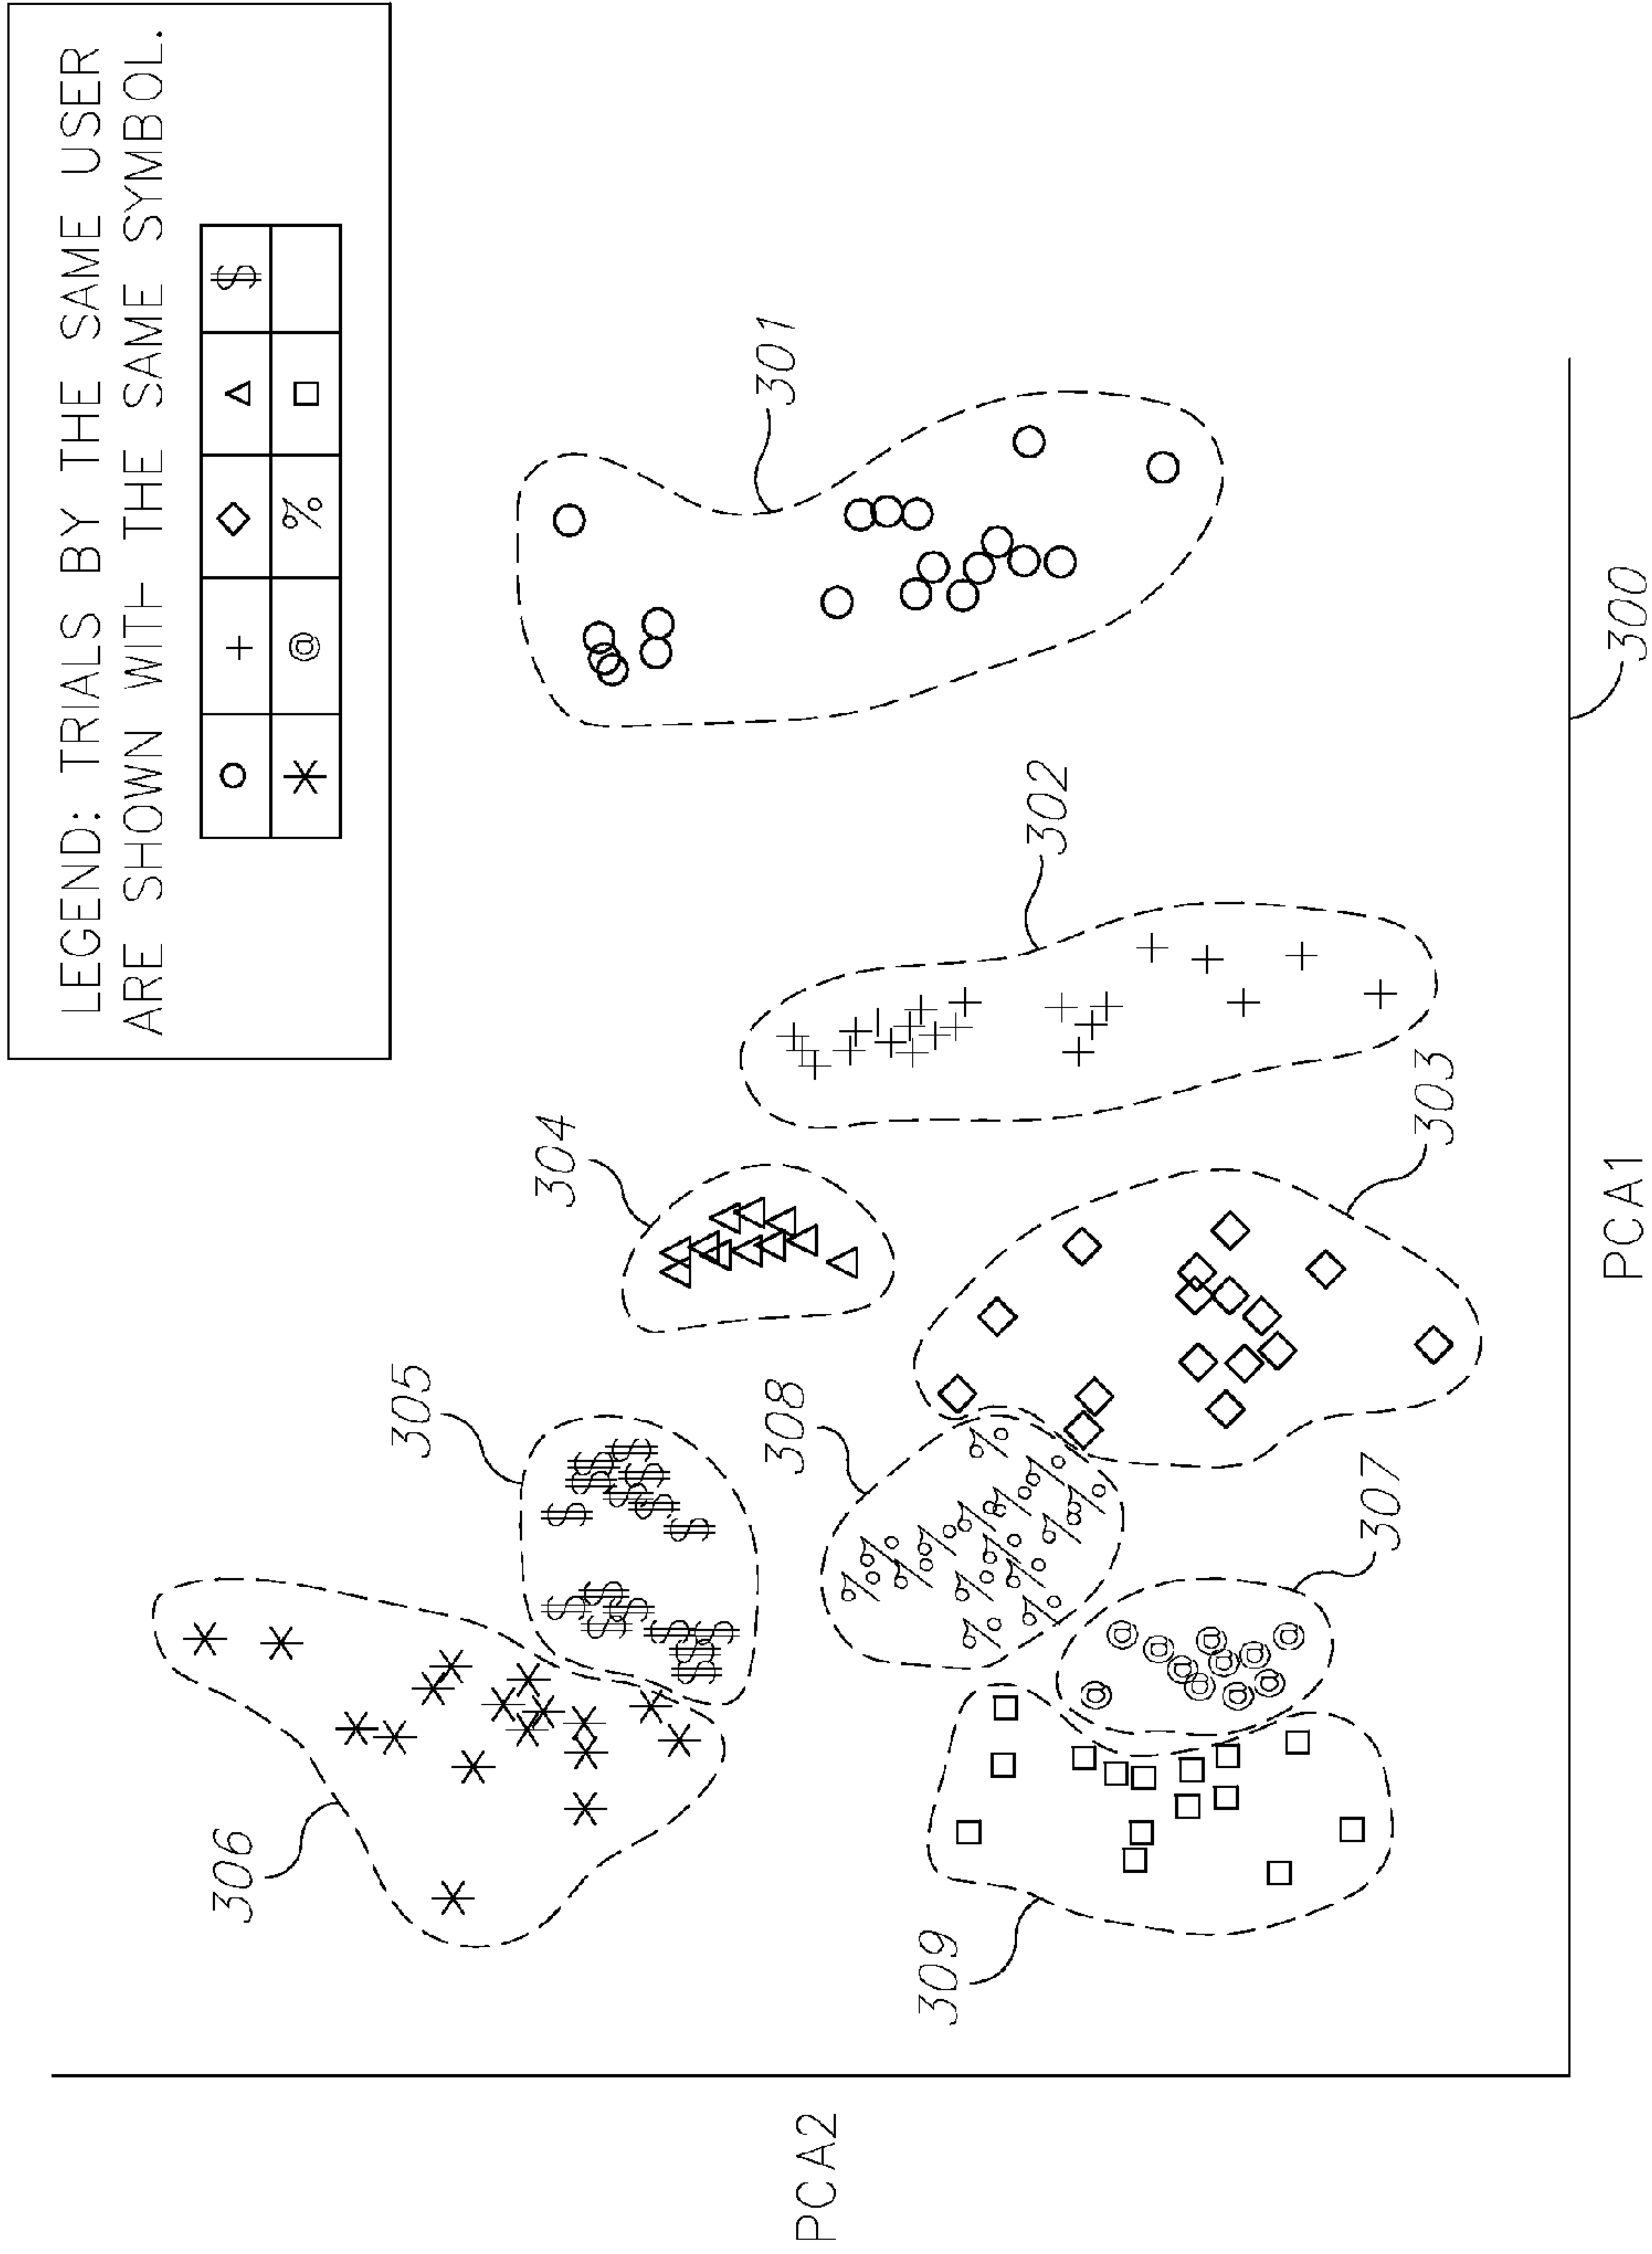 LEGEND: TRIALS BY THE SAME USER
ARE SHOWN WITH THE SAME SYMBOL.
○ + ◇ △ $
* @ % □
306
305
304
301
308
302
309
307
303
300
PCA2
PCA1